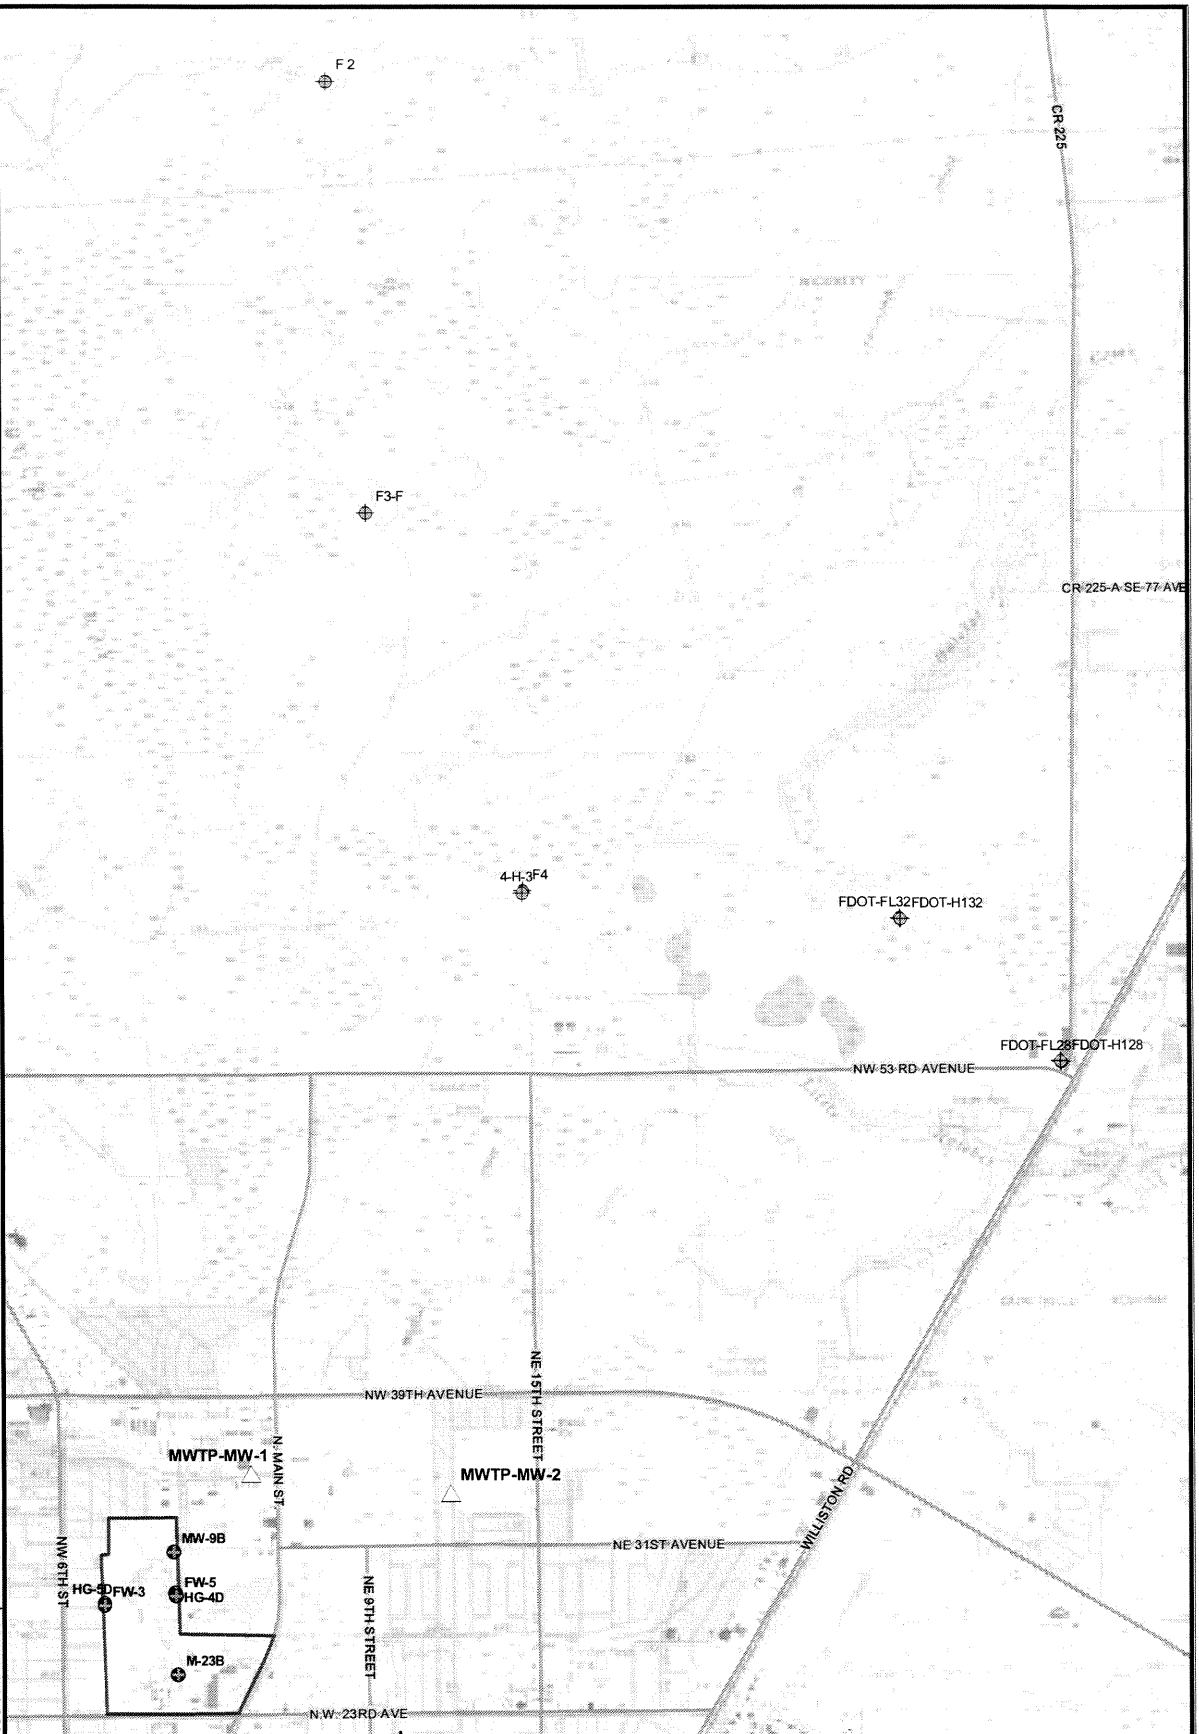 F 2
CR 225
F3-F
CR 225-A SE 77 AVE
4-H-3F4
FDOT-FL32FDOT-H132
FDOT-FL28FDOT-H128
NW 53 RD AVENUE
NE 15TH STREET
NW 39TH AVENUE
N. MAIN ST
MWTP-MW-1
MWTP-MW-2
WILLISTON RD
NW 6TH ST
MW-9B
NE 31ST AVENUE
FW-5
HG-5DFW-3
HG-4D
NE 9TH STREET
M-23B
N.W. 23RD AVE